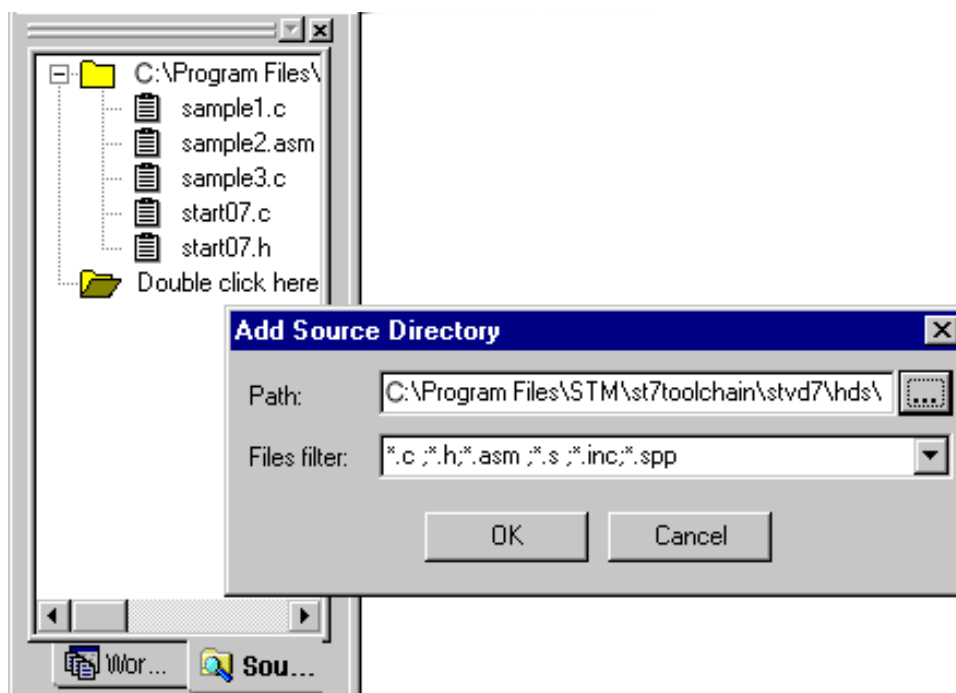 C:\Program Files\
sample1.c
sample2.asm
sample3.c
start07.c
start07.h
Double click here
Add Source Directory
Path: C:\Program Files\STM\st7toolchain\stvd7\hds\ ...
Files filter: *.c ;*.h;*.asm ;*.s ;*.inc;*.spp
OK Cancel
Wor... Sou...